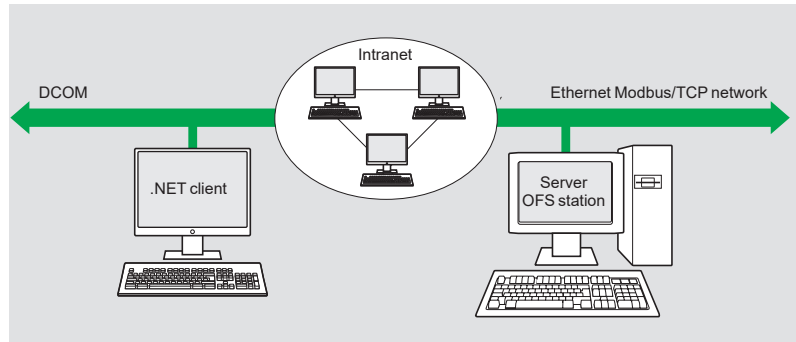 Intranet
DCOM
Ethernet Modbus/TCP network
.NET client
Server
OFS station